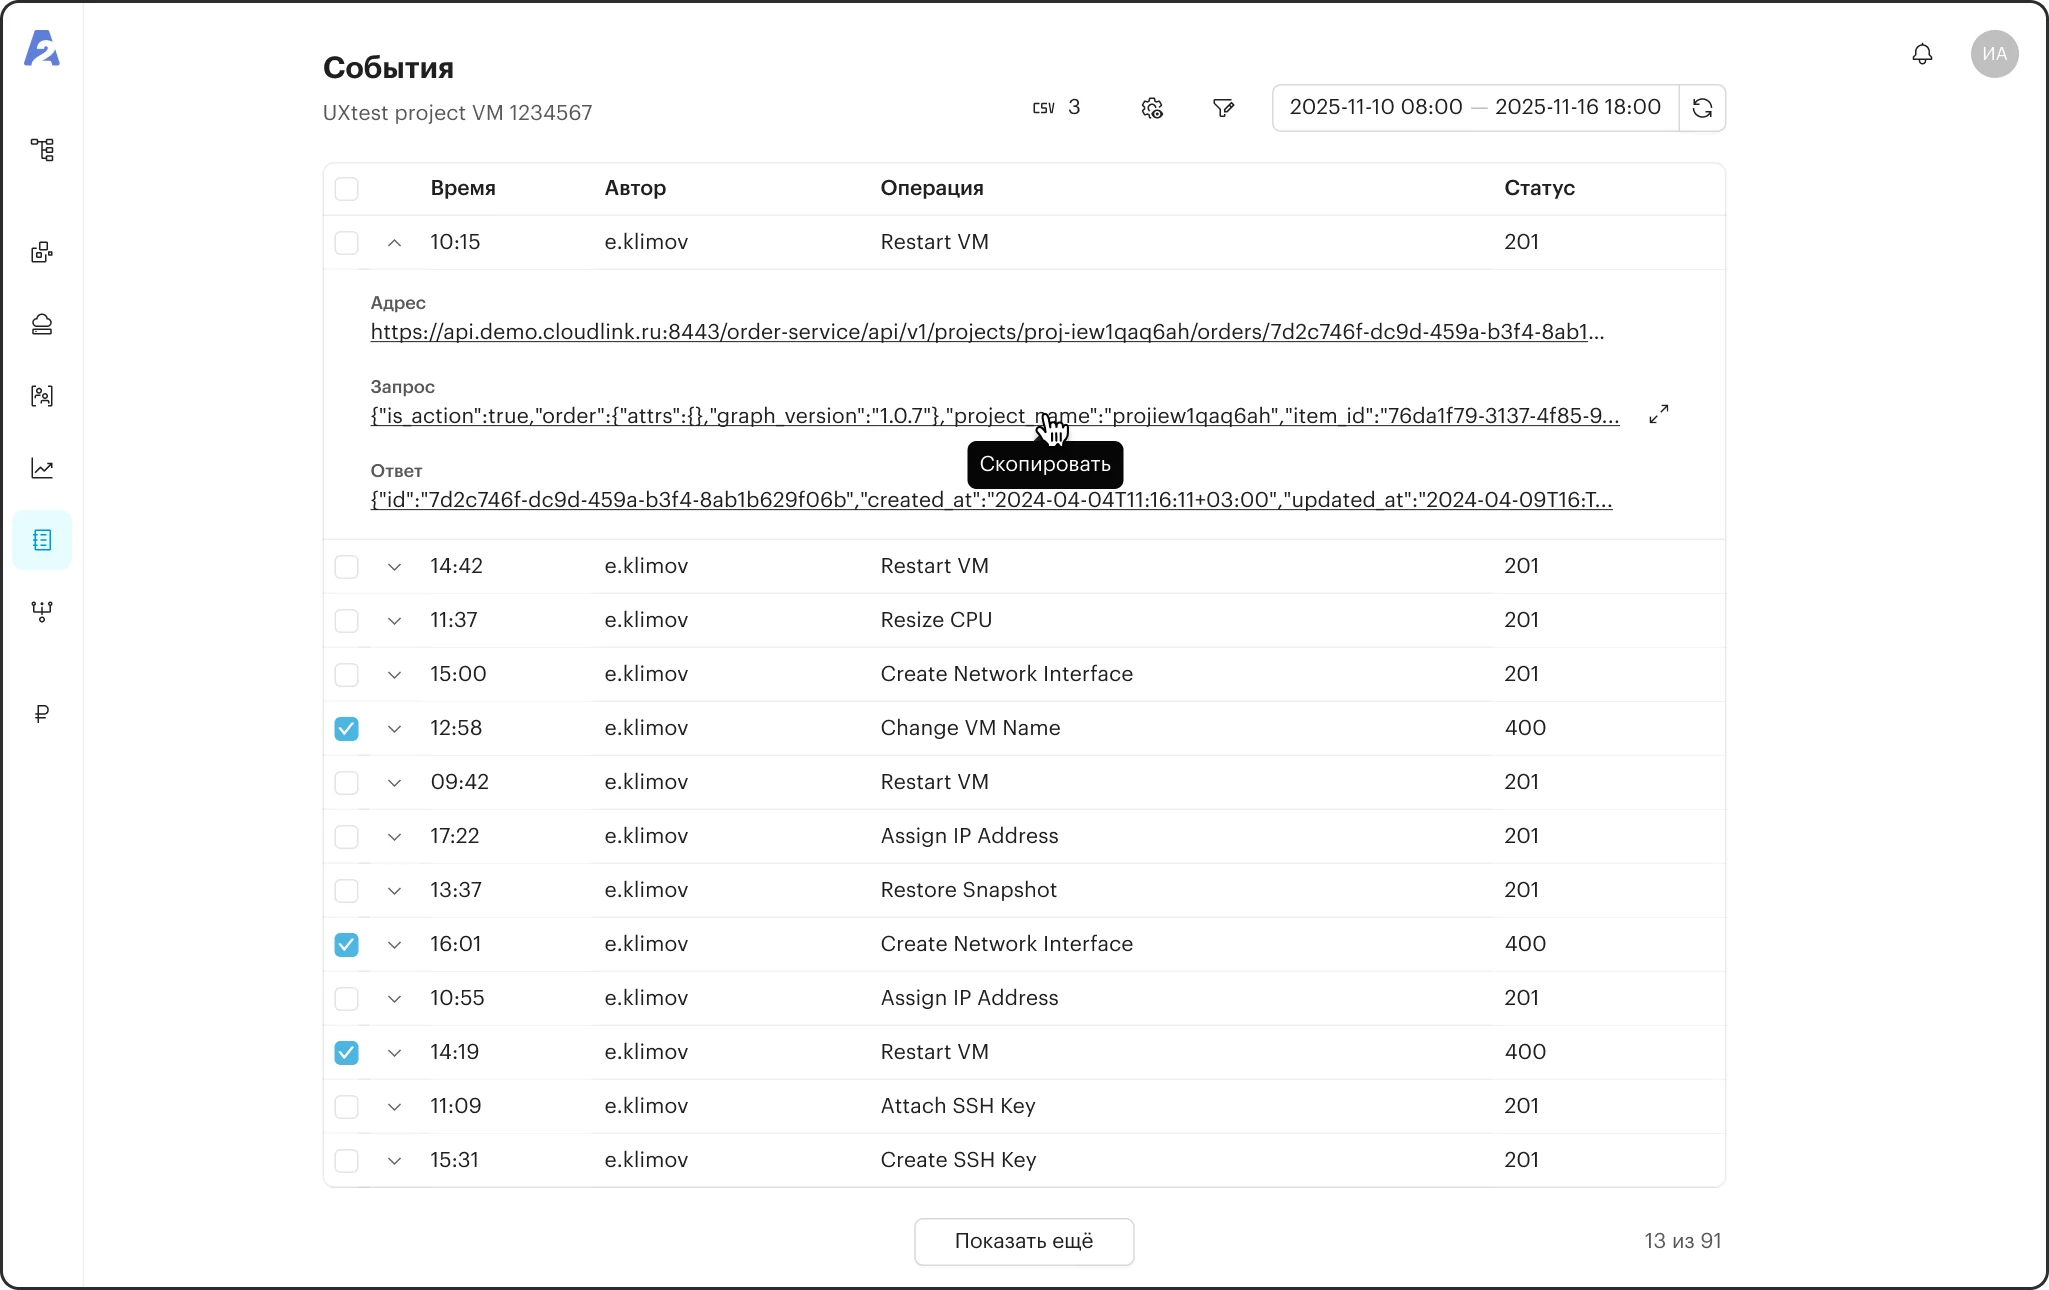 События
UXtest project VM 1234567
CSV 3
2025-11-10 08:00 — 2025-11-16 18:00
ИА
Время Автор Операция Статус
10:15 e.klimov Restart VM 201
Адрес
https://api.demo.cloudlink.ru:8443/order-service/api/v1/projects/proj-iew1qaq6ah/orders/7d2c746f-dc9d-459a-b3f4-8ab1...
Запрос
{"is_action":true,"order":{"attrs":{},"graph_version":"1.0.7"},"project_name":"projiew1qaq6ah","item_id":"76da1f79-3137-4f85-9...
Скопировать
Ответ
{"id":"7d2c746f-dc9d-459a-b3f4-8ab1b629f06b","created_at":"2024-04-04T11:16:11+03:00","updated_at":"2024-04-09T16:T...
14:42 e.klimov Restart VM 201
11:37 e.klimov Resize CPU 201
15:00 e.klimov Create Network Interface 201
12:58 e.klimov Change VM Name 400
09:42 e.klimov Restart VM 201
17:22 e.klimov Assign IP Address 201
13:37 e.klimov Restore Snapshot 201
16:01 e.klimov Create Network Interface 400
10:55 e.klimov Assign IP Address 201
14:19 e.klimov Restart VM 400
11:09 e.klimov Attach SSH Key 201
15:31 e.klimov Create SSH Key 201
Показать ещё
13 из 91